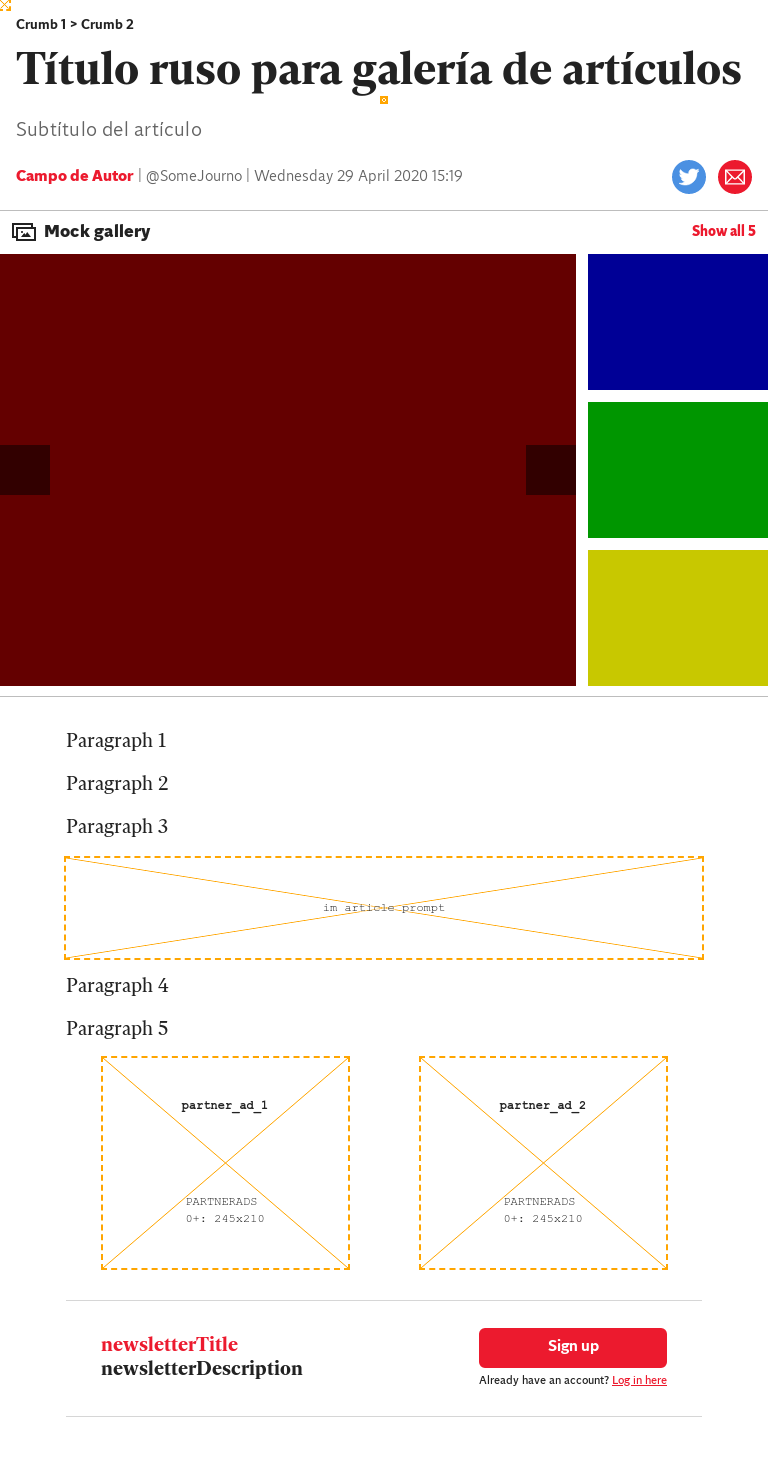 Crumb 1 > Crumb 2
Título ruso para galería de artículos
Subtítulo del artículo
Campo de Autor | @SomeJourno | Wednesday 29 April 2020 15:19
Mock gallery
Show all 5
Paragraph 1
Paragraph 2
Paragraph 3
im article prompt
Paragraph 4
Paragraph 5
partner_ad_1
PARTNERADS
0+: 245x210
partner_ad_2
PARTNERADS
0+: 245x210
newsletterTitle
newsletterDescription
Sign up
Already have an account? Log in here